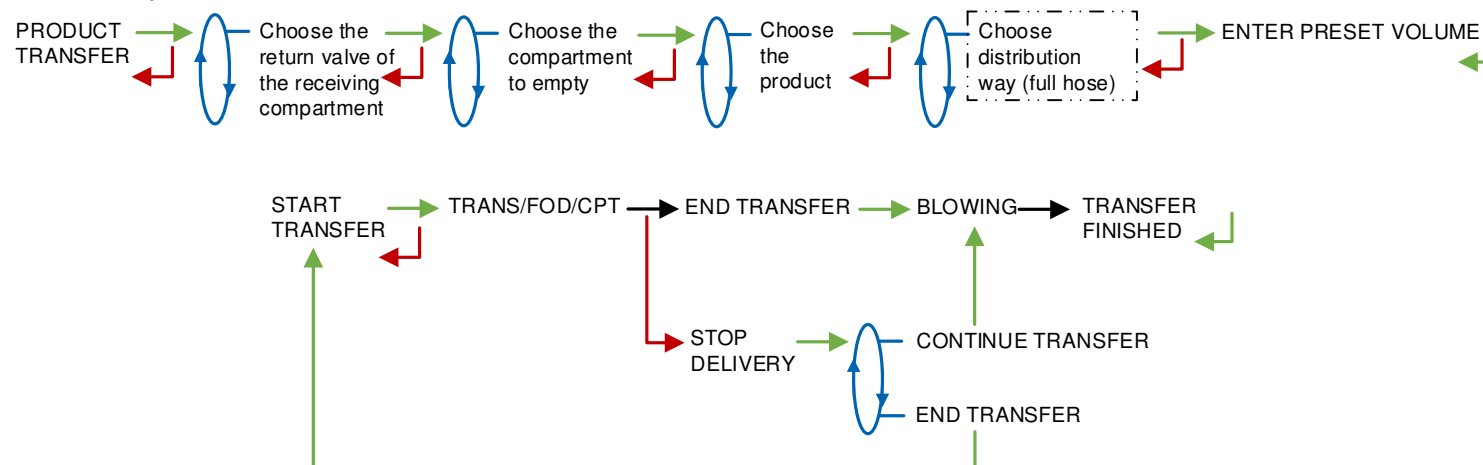 PRODUCT
TRANSFER
Choose the
return valve of
the receiving
compartment
Choose the
compartment
to empty
Choose
the
product
Choose
distribution
way (full hose)
ENTER PRESET VOLUME
START
TRANSFER
TRANS/FOD/CPT
END TRANSFER
BLOWING
TRANSFER
FINISHED
STOP
DELIVERY
CONTINUE TRANSFER
END TRANSFER